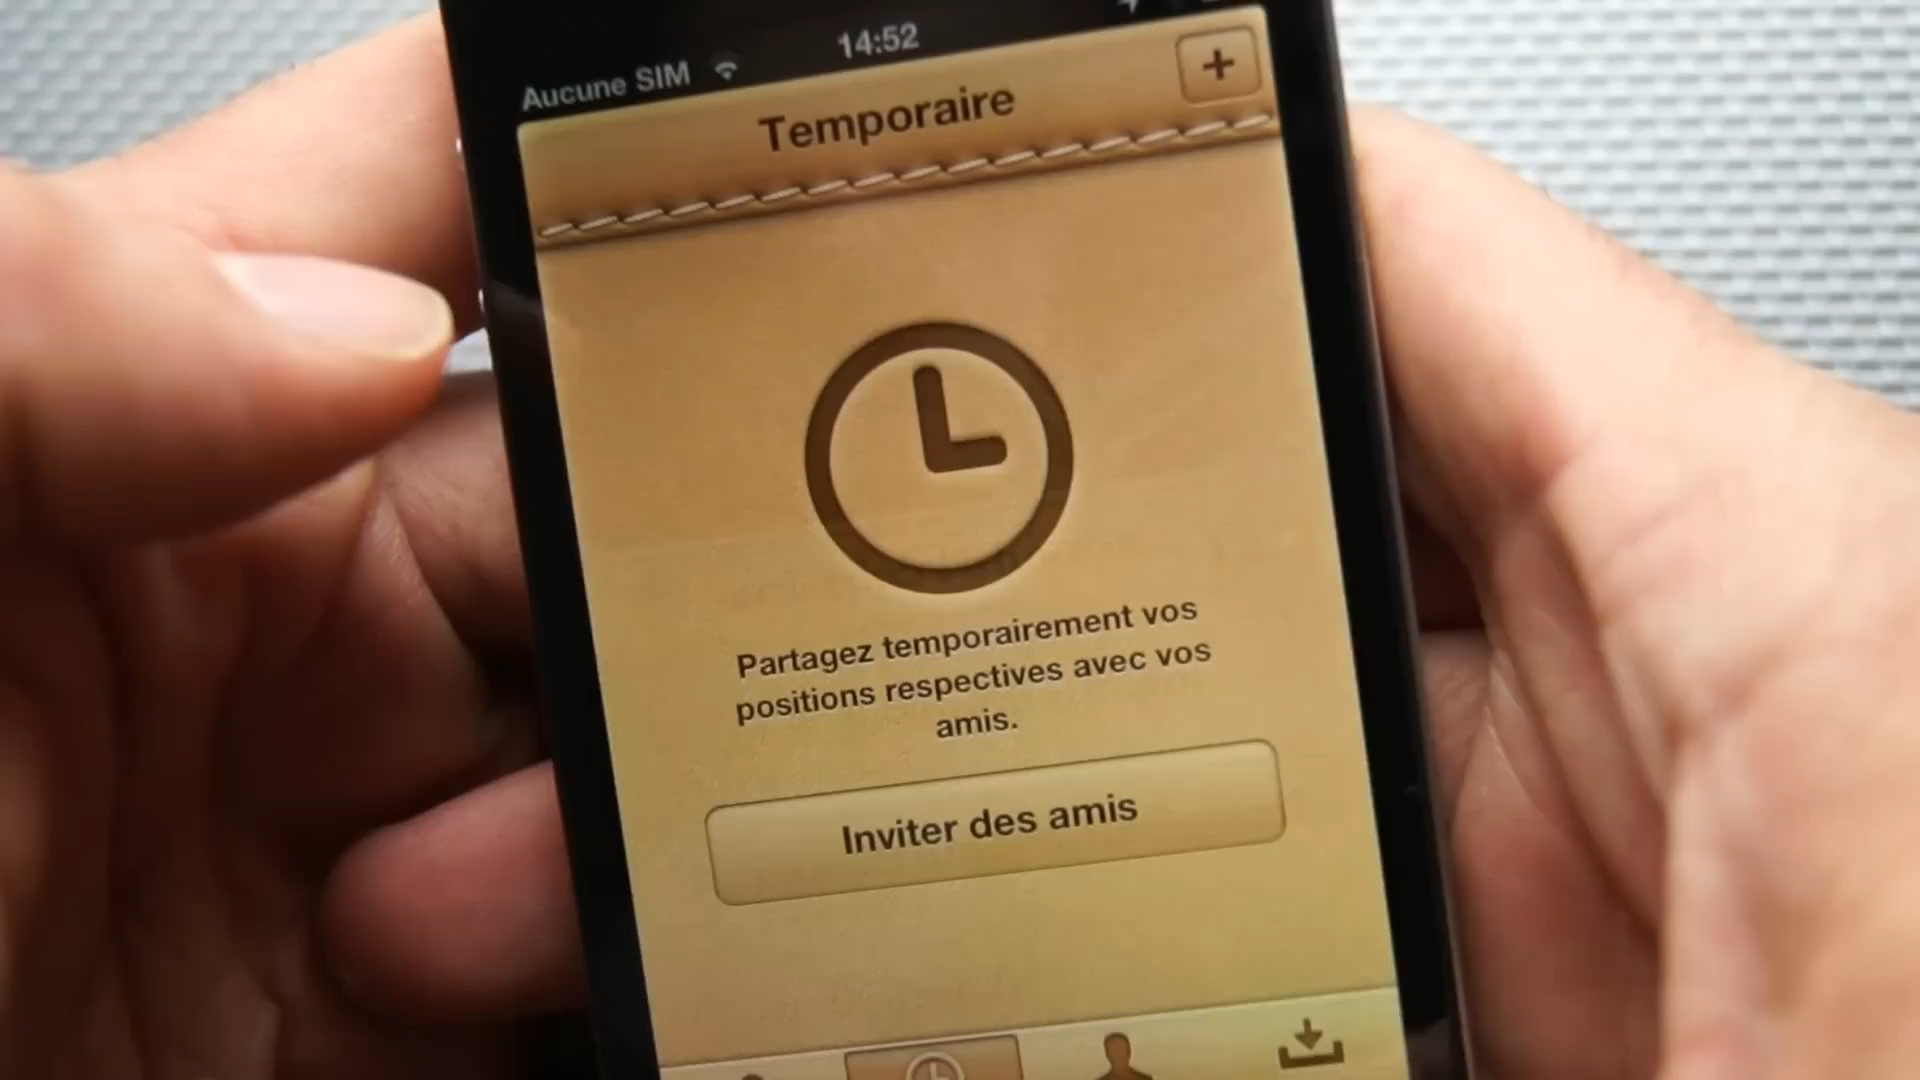 Aucune SIM 14:52
Temporaire +
Partagez temporairement vos
positions respectives avec vos
amis.
Inviter des amis